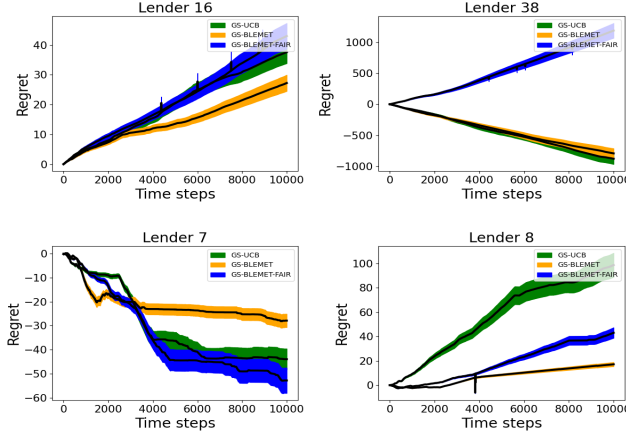 Lender 16
GS-UCB
GS-BLEMET
GS-BLEMET-FAIR
Regret
40
30
20
10
0
0 2000 4000 6000 8000 10000
Time steps
Lender 38
GS-UCB
GS-BLEMET
GS-BLEMET-FAIR
Regret
1000
500
0
−500
−1000
0 2000 4000 6000 8000 10000
Time steps
Lender 7
GS-UCB
GS-BLEMET
GS-BLEMET-FAIR
Regret
0
−10
−20
−30
−40
−50
−60
0 2000 4000 6000 8000 10000
Time steps
Lender 8
GS-UCB
GS-BLEMET
GS-BLEMET-FAIR
Regret
100
80
60
40
20
0
0 2000 4000 6000 8000 10000
Time steps